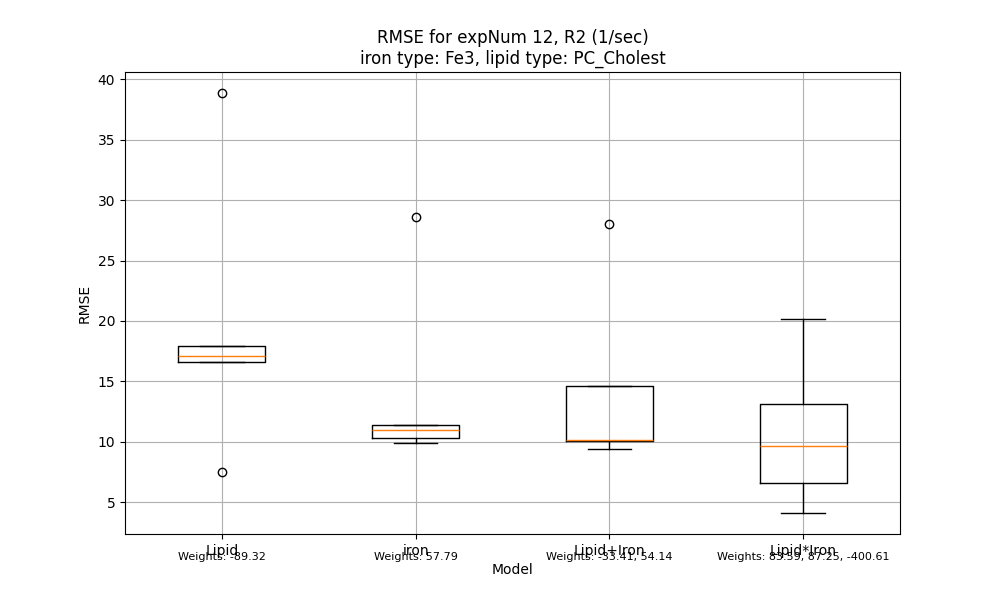 RMSE for expNum 12, R2 (1/sec)
iron type: Fe3, lipid type: PC_Cholest
40
35
30
25
20
15
10
5
RMSE
Lipid iron Lipid+Iron Lipid*Iron
Weights: -89.32 Weights: 57.79 Weights: -33.41, 54.14 Weights: 83.59, 87.25, -400.61
Model